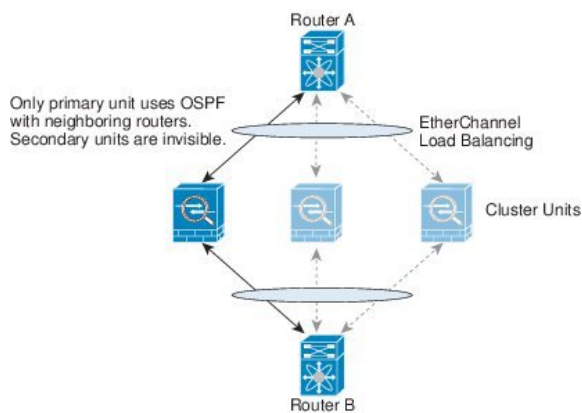 Router A
Only primary unit uses OSPF
with neighboring routers.
Secondary units are invisible.
EtherChannel
Load Balancing
Cluster Units
Router B